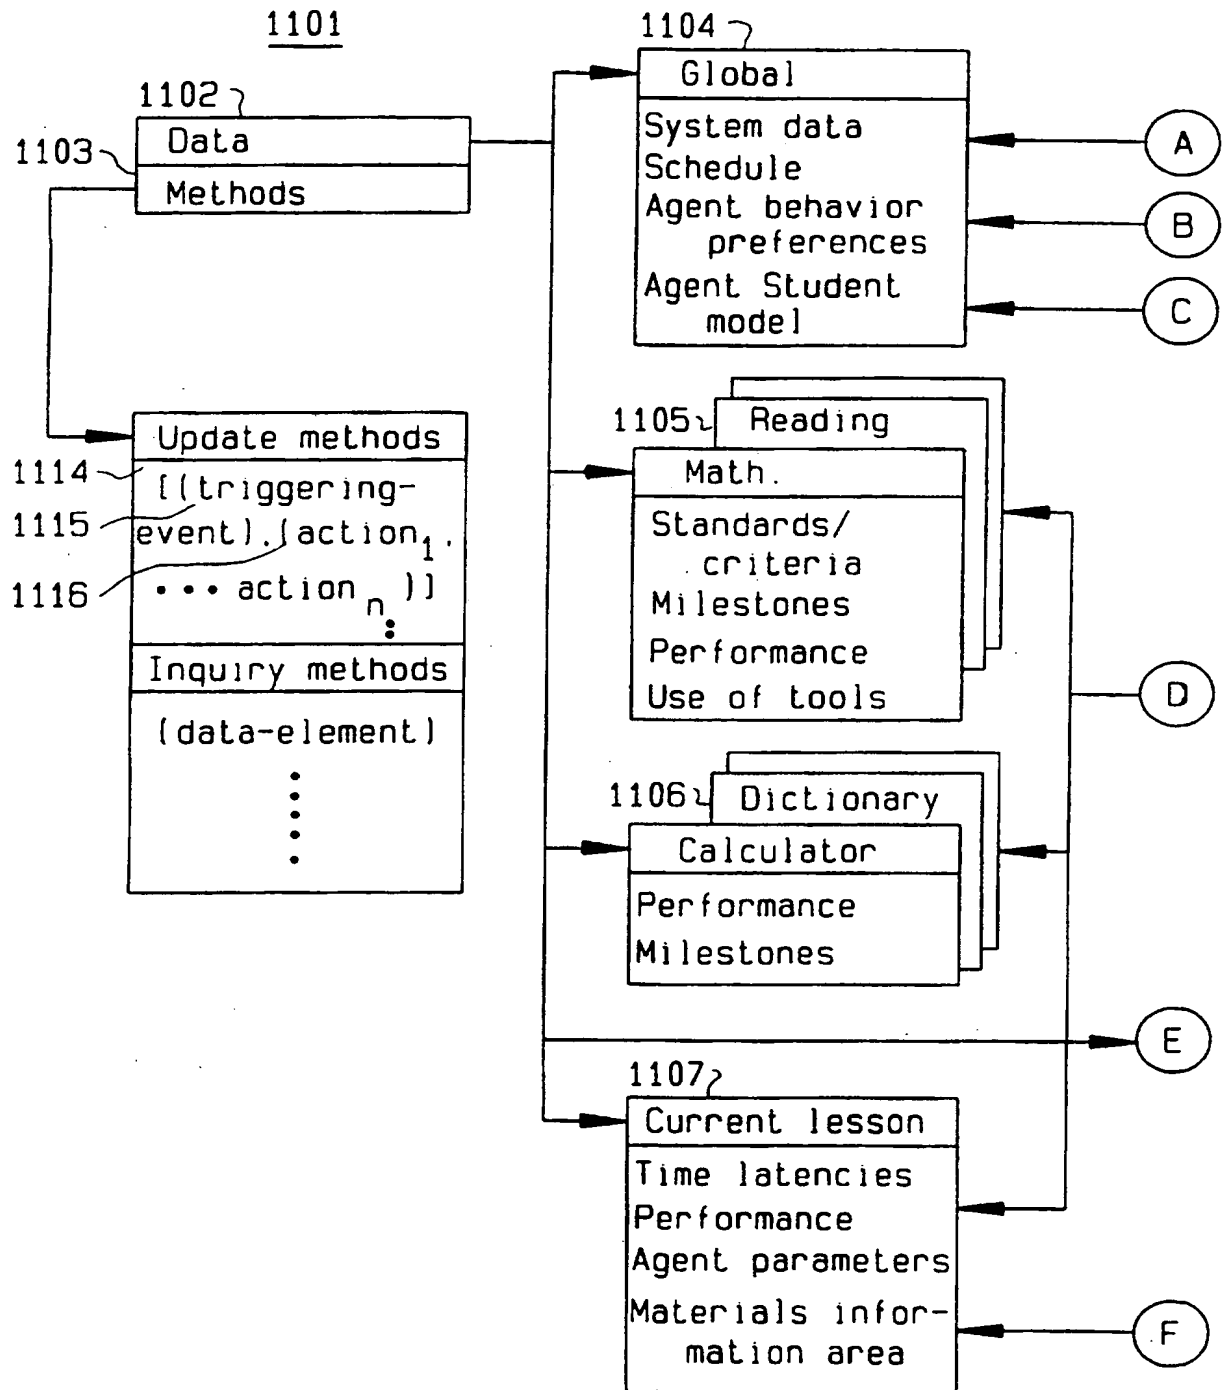 1101
1102
Data
1103
Methods
Update methods
1114
[(triggering-
1115
event).(action1.
1116
••• action n )]
Inquiry methods
(data-element)
1104
Global
System data
Schedule
Agent behavior
preferences
Agent Student
model
A
B
C
1105
Reading
Math.
Standards/
criteria
Milestones
Performance
Use of tools
D
1106
Dictionary
Calculator
Performance
Milestones
E
1107
Current lesson
Time latencies
Performance
Agent parameters
Materials infor-
mation area
F